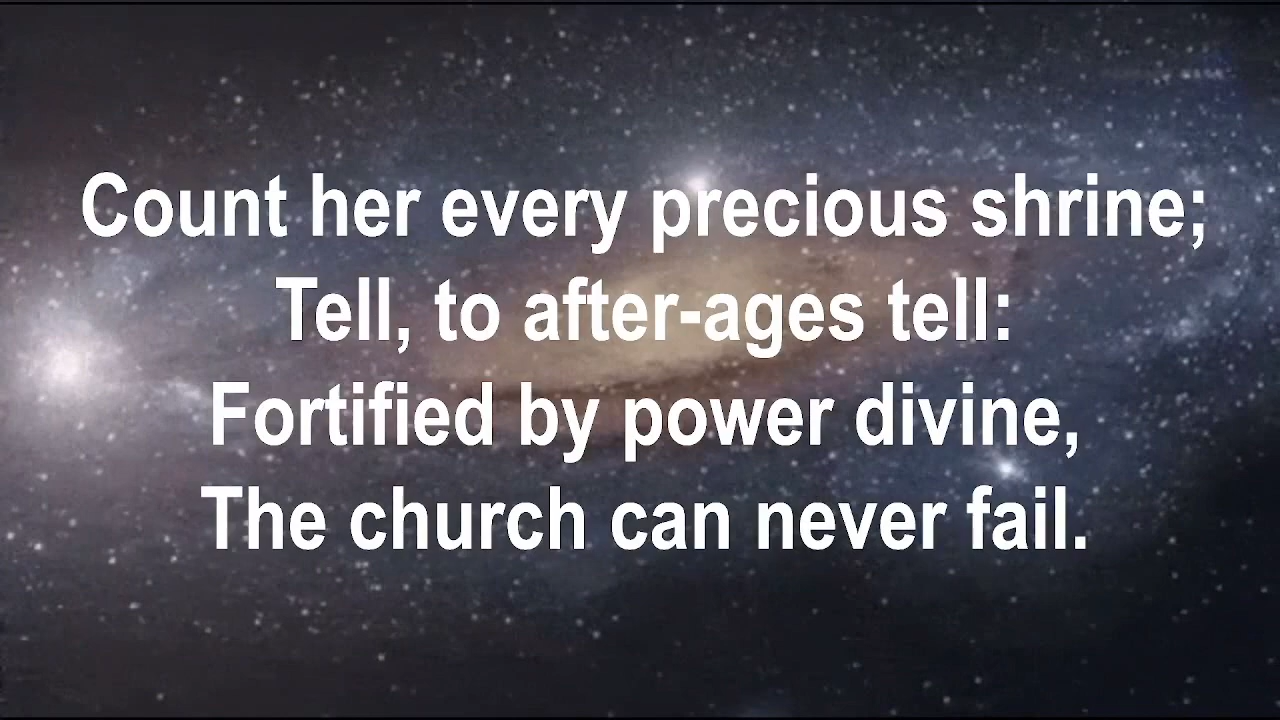 Count her every precious shrine;
Tell, to after-ages tell:
Fortified by power divine,
The church can never fail.